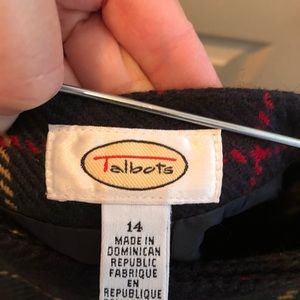 Talbots
14
MADE IN
DOMINICAN
REPUBLIC
FABRIQUE
EN
REPUBLIQUE